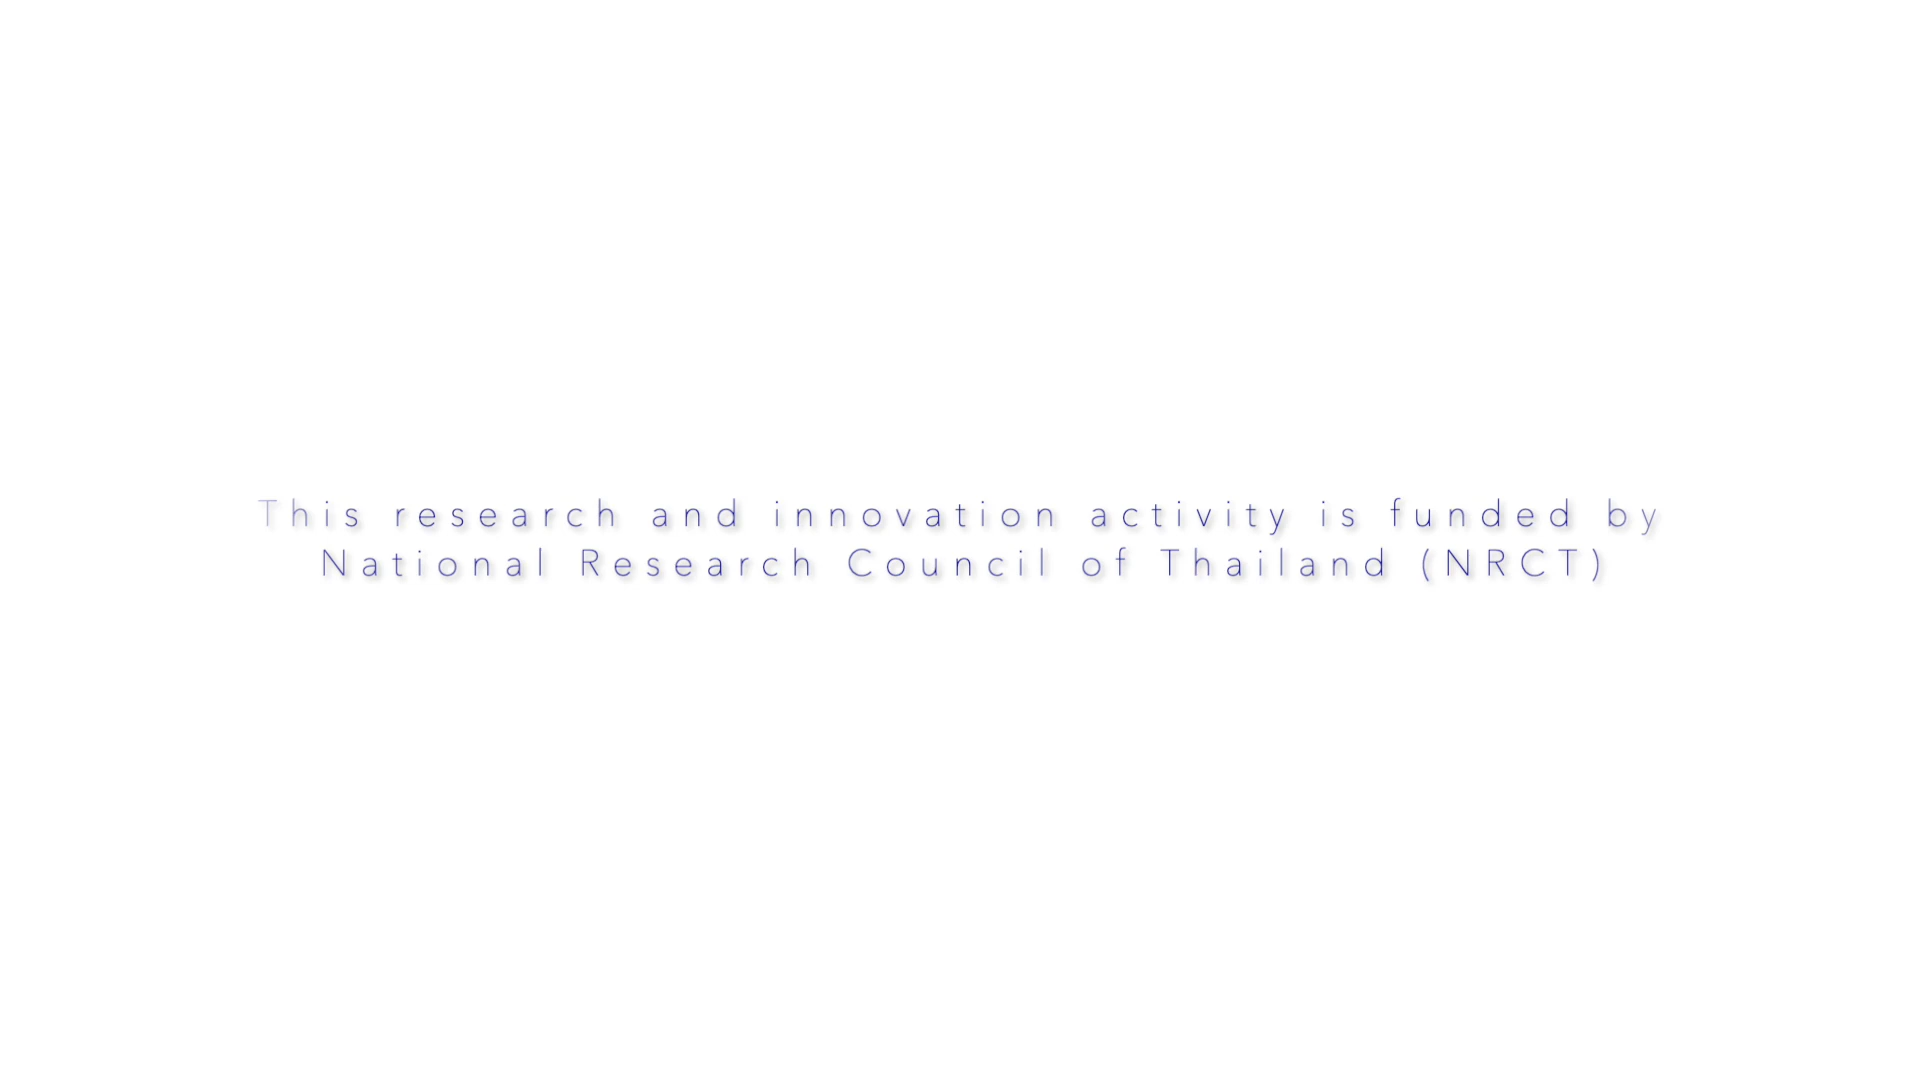 This research and innovation activity is funded by
National Research Council of Thailand (NRCT)